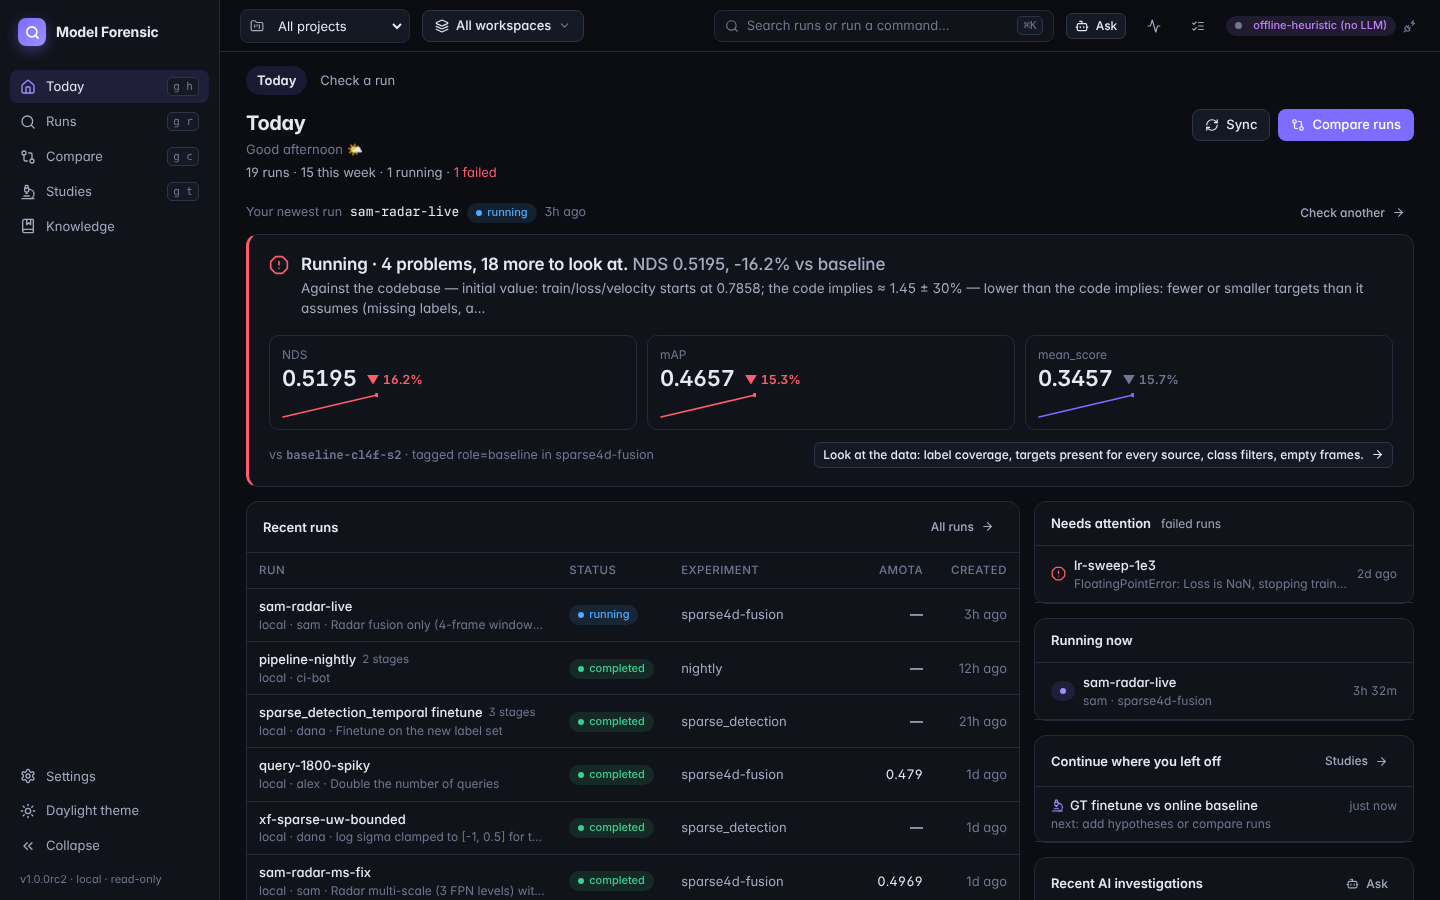 Model Forensic
All projects
All workspaces
Search runs or run a command...
⌘K
Ask
offline-heuristic (no LLM)
Today g h
Runs g r
Compare g c
Studies g t
Knowledge
Settings
Daylight theme
Collapse
v1.0.0rc2 · local · read-only
Today Check a run
Today
Good afternoon 🌤️
19 runs · 15 this week · 1 running · 1 failed
Sync
Compare runs
Your newest run sam-radar-live running 3h ago
Check another →
Running · 4 problems, 18 more to look at. NDS 0.5195, -16.2% vs baseline
Against the codebase — initial value: train/loss/velocity starts at 0.7858; the code implies ≈ 1.45 ± 30% — lower than the code implies: fewer or smaller targets than it
assumes (missing labels, a...
NDS
0.5195 ▼ 16.2%
mAP
0.4657 ▼ 15.3%
mean_score
0.3457 ▼ 15.7%
vs baseline-cl4f-s2 · tagged role=baseline in sparse4d-fusion
Look at the data: label coverage, targets present for every source, class filters, empty frames. →
Recent runs
All runs →
RUN STATUS EXPERIMENT AMOTA CREATED
sam-radar-live
local · sam · Radar fusion only (4-frame window...
running sparse4d-fusion — 3h ago
pipeline-nightly 2 stages
local · ci-bot
completed nightly — 12h ago
sparse_detection_temporal finetune 3 stages
local · dana · Finetune on the new label set
completed sparse_detection — 21h ago
query-1800-spiky
local · alex · Double the number of queries
completed sparse4d-fusion 0.479 1d ago
xf-sparse-uw-bounded
local · dana · log sigma clamped to [-1, 0.5] for t...
completed sparse_detection — 1d ago
sam-radar-ms-fix
local · sam · Radar multi-scale (3 FPN levels) wit...
completed sparse4d-fusion 0.4969 1d ago
Needs attention failed runs
lr-sweep-1e3
FloatingPointError: Loss is NaN, stopping train...
2d ago
Running now
sam-radar-live
sam · sparse4d-fusion
3h 32m
Continue where you left off
Studies →
GT finetune vs online baseline
just now
next: add hypotheses or compare runs
Recent AI investigations
Ask